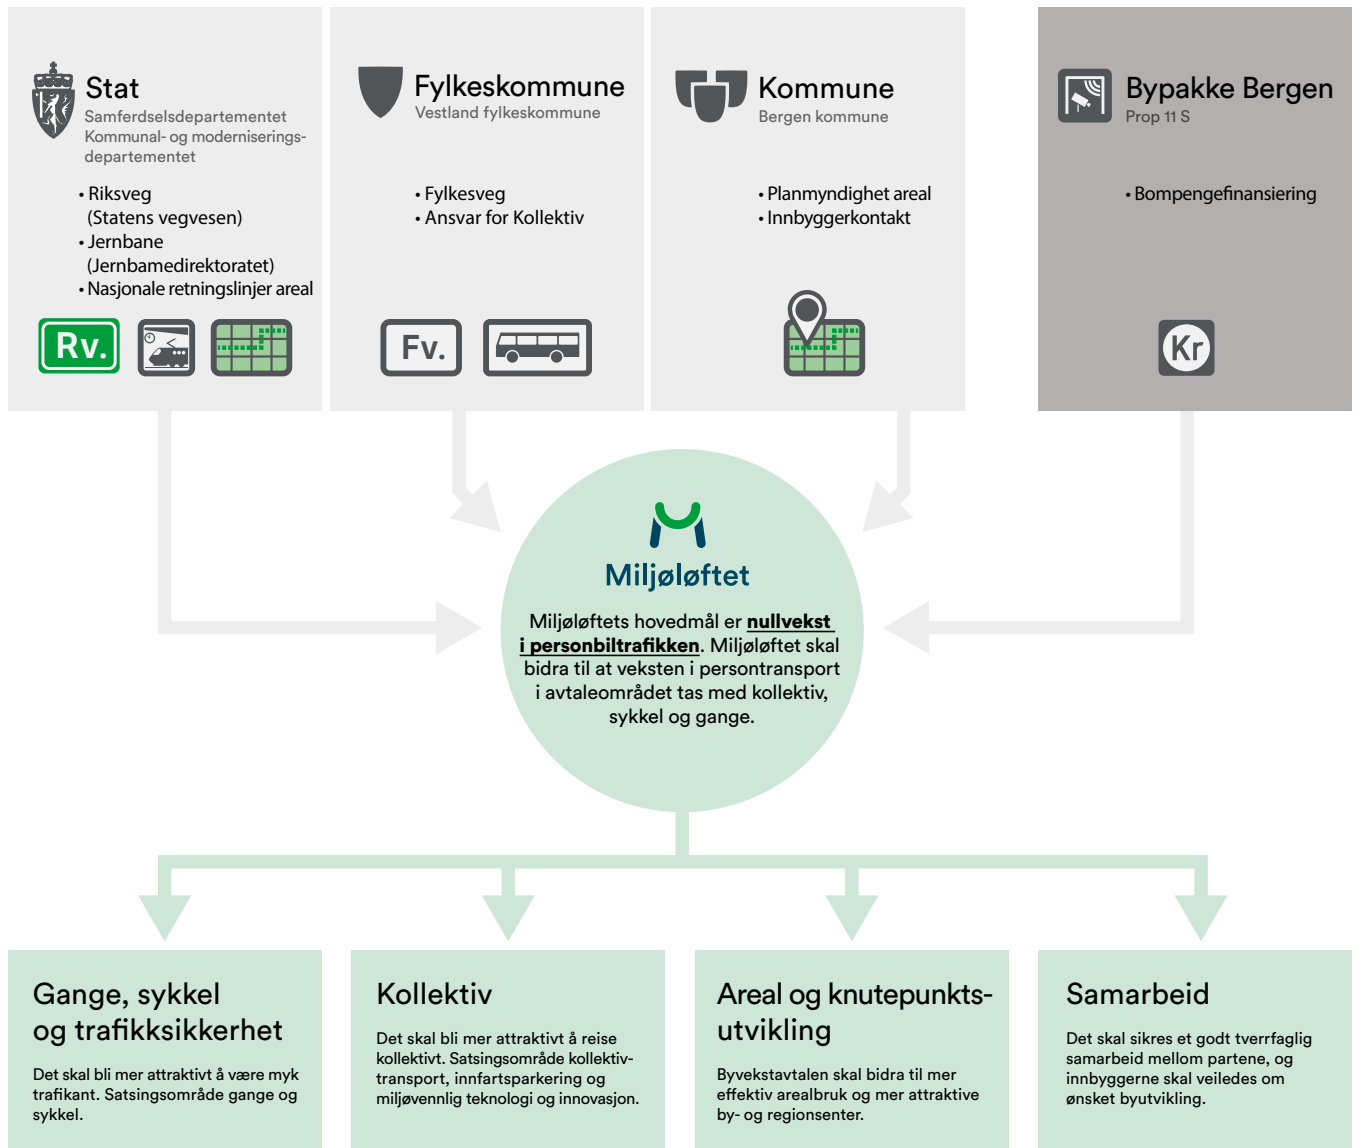 Stat
Samferdselsdepartementet
Kommunal- og moderniserings-
departementet
• Riksveg
(Statens vegvesen)
• Jernbane
(Jernbamedirektoratet)
• Nasjonale retningslinjer areal
Rv.
Fylkeskommune
Vestland fylkeskommune
• Fylkesveg
• Ansvar for Kollektiv
Fv.
Kommune
Bergen kommune
• Planmyndighet areal
• Innbyggerkontakt
Bypakke Bergen
Prop 11 S
• Bompengefinansiering
Kr
Miljøløftet
Miljøløftets hovedmål er nullvekst
i personbiltrafikken. Miljøløftet skal
bidra til at veksten i persontransport
i avtaleområdet tas med kollektiv,
sykkel og gange.
Gange, sykkel
og trafikksikkerhet
Det skal bli mer attraktivt å være myk
trafikant. Satsingsområde gange og
sykkel.
Kollektiv
Det skal bli mer attraktivt å reise
kollektivt. Satsingsområde kollektiv-
transport, innfartsparkering og
miljøvennlig teknologi og innovasjon.
Areal og knutepunkts-
utvikling
Byvekstavtalen skal bidra til mer
effektiv arealbruk og mer attraktive
by- og regionsenter.
Samarbeid
Det skal sikres et godt tverrfaglig
samarbeid mellom partene, og
innbyggerne skal veiledes om
ønsket byutvikling.